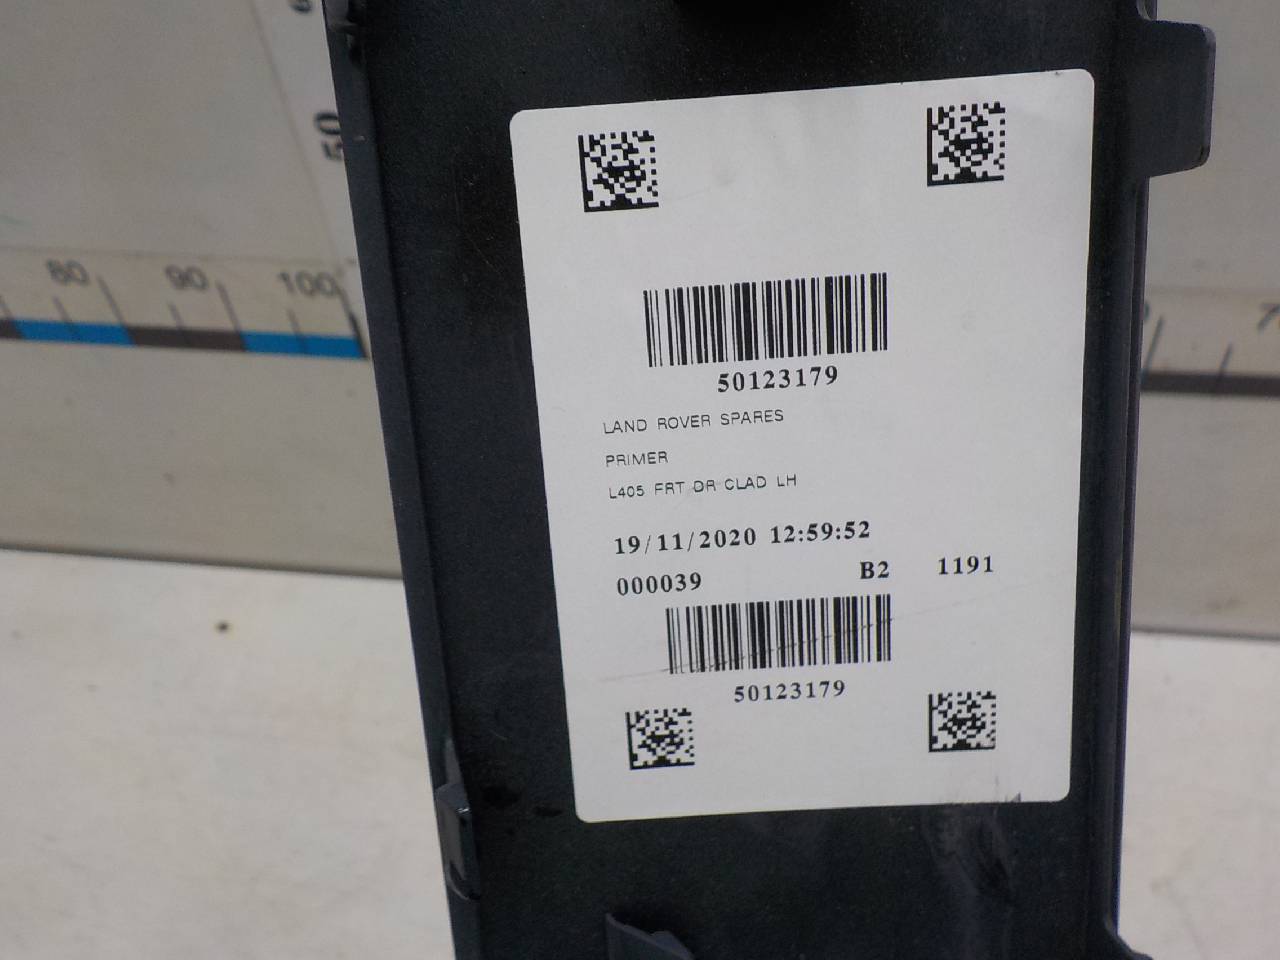 50
80 90 100
50123179
LAND ROVER SPARES
PRIMER
L405 FRT DR CLAD LH
19/11/2020 12:59:52
000039 B2 1191
50123179